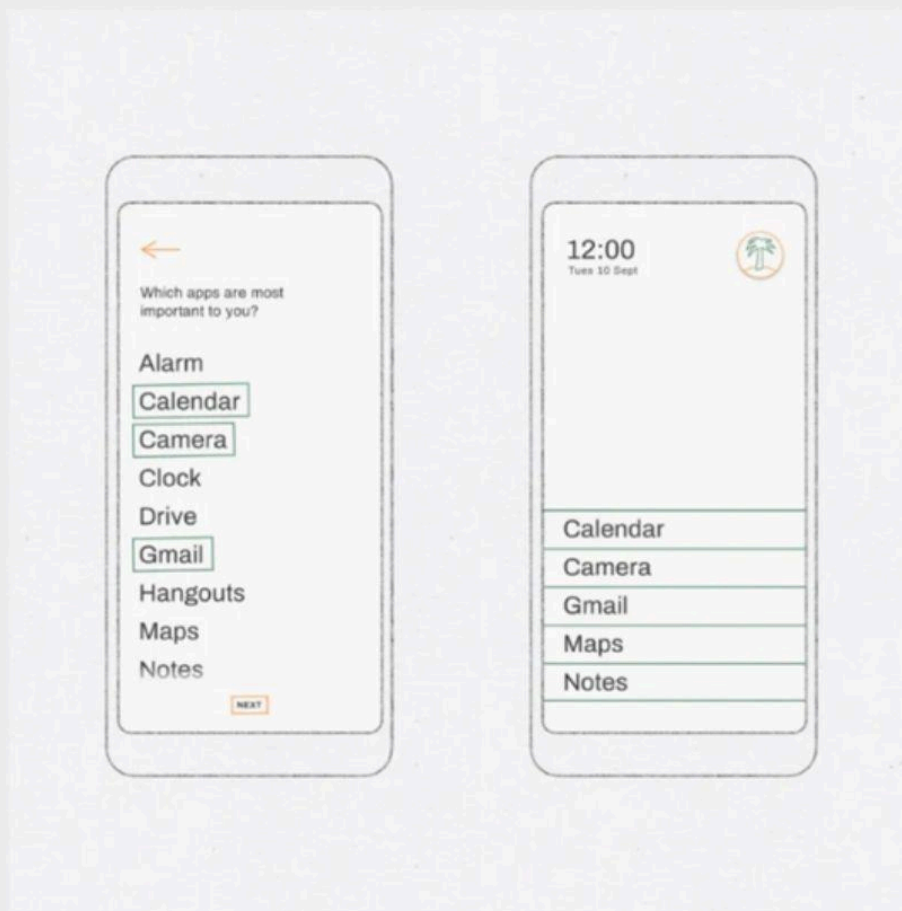 Which apps are most
important to you?
Alarm
Calendar
Camera
Clock
Drive
Gmail
Hangouts
Maps
Notes
NEXT
12:00
Tues 10 Sept
Calendar
Camera
Gmail
Maps
Notes